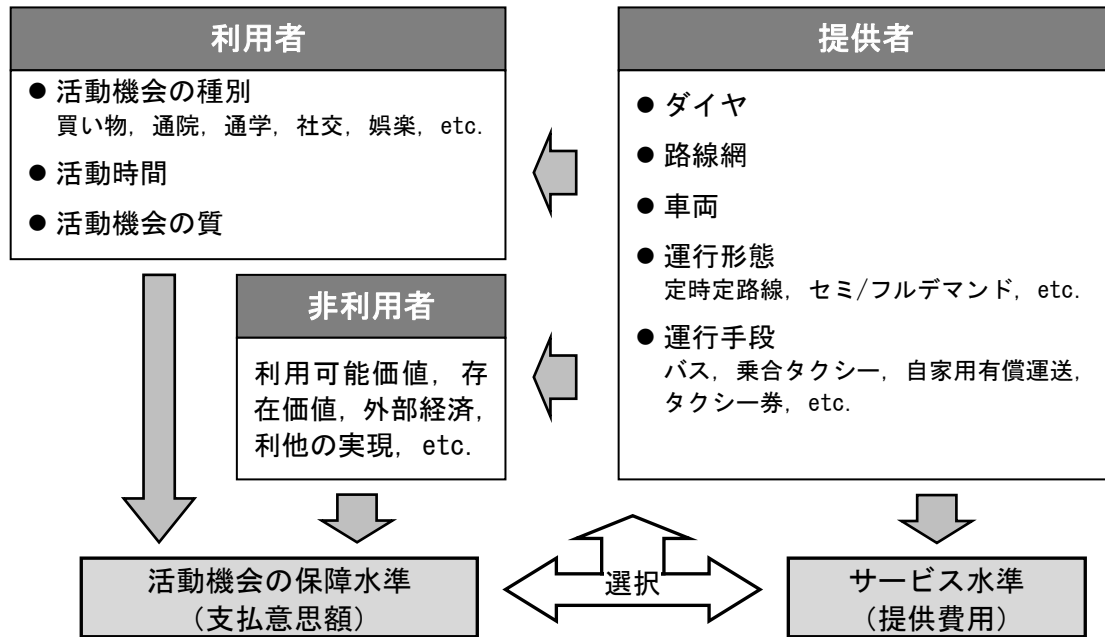 利用者
● 活動機会の種別
買い物, 通院, 通学, 社交, 娯楽, etc.
● 活動時間
● 活動機会の質
提供者
● ダイヤ
● 路線網
● 車両
● 運行形態
定時定路線, セミ/フルデマンド, etc.
● 運行手段
バス, 乗合タクシー, 自家用有償運送,
タクシー券, etc.
非利用者
利用可能価値, 存
在価値, 外部経済,
利他の実現, etc.
活動機会の保障水準
(支払意思額)
選択
サービス水準
(提供費用)